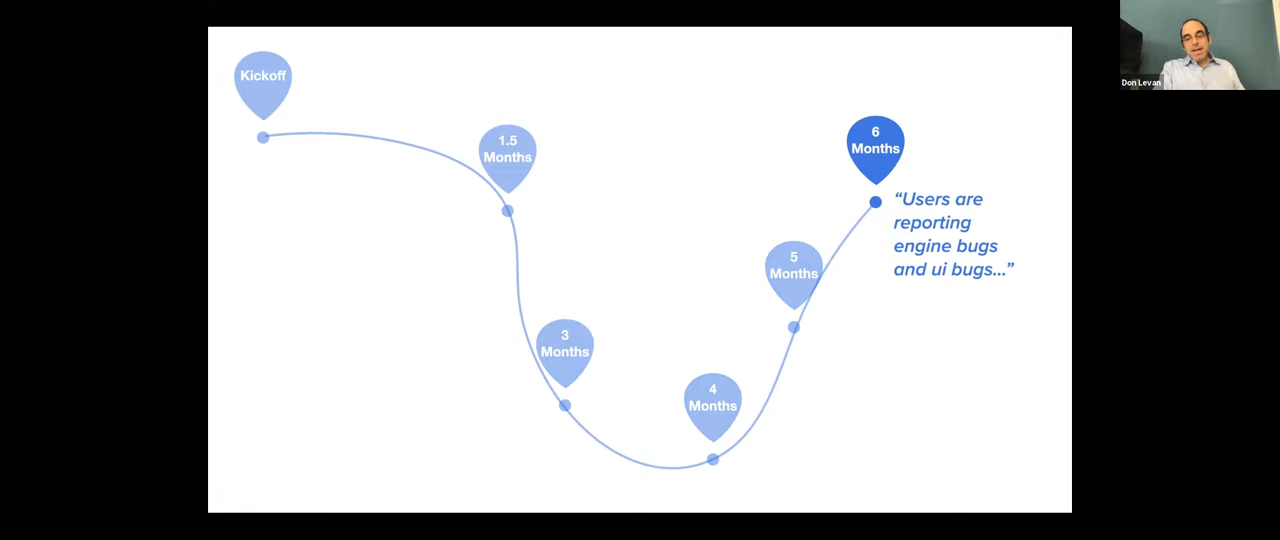 Kickoff
1.5
Months
3
Months
4
Months
5
Months
6
Months
“Users are
reporting
engine bugs
and ui bugs...”
Don Levan